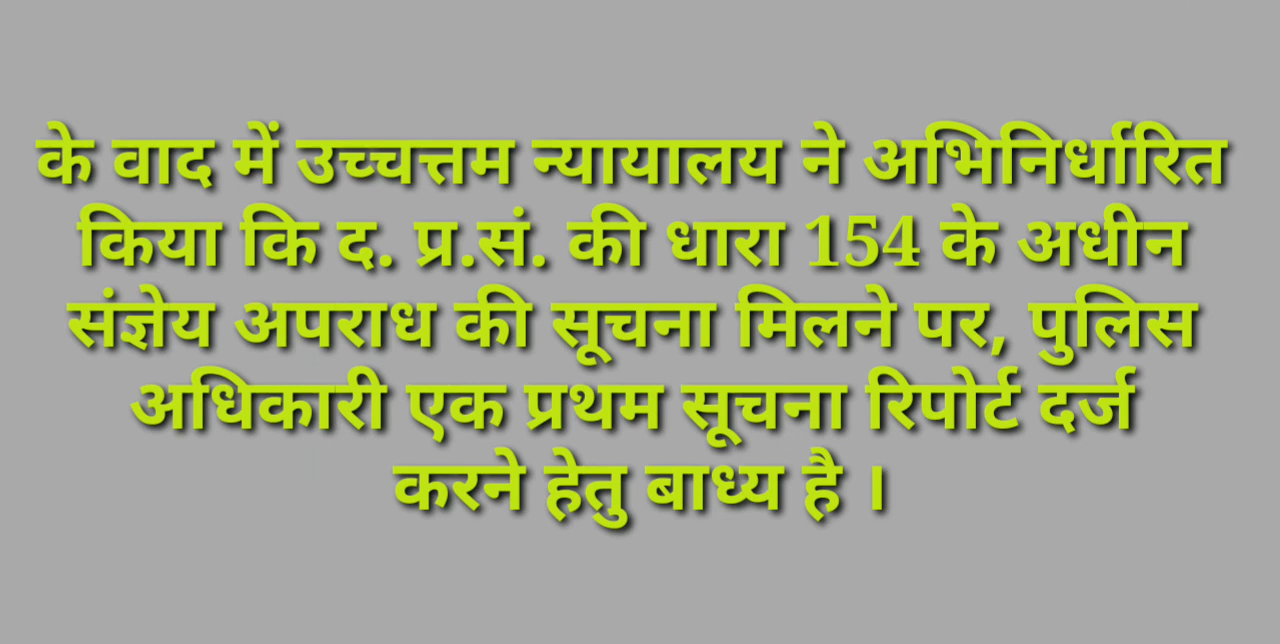 के वाद में उच्चत्तम न्यायालय ने अभिनिर्धारित
किया कि द. प्र.सं. की धारा 154 के अधीन
संज्ञेय अपराध की सूचना मिलने पर, पुलिस
अधिकारी एक प्रथम सूचना रिपोर्ट दर्ज
करने हेतु बाध्य है ।